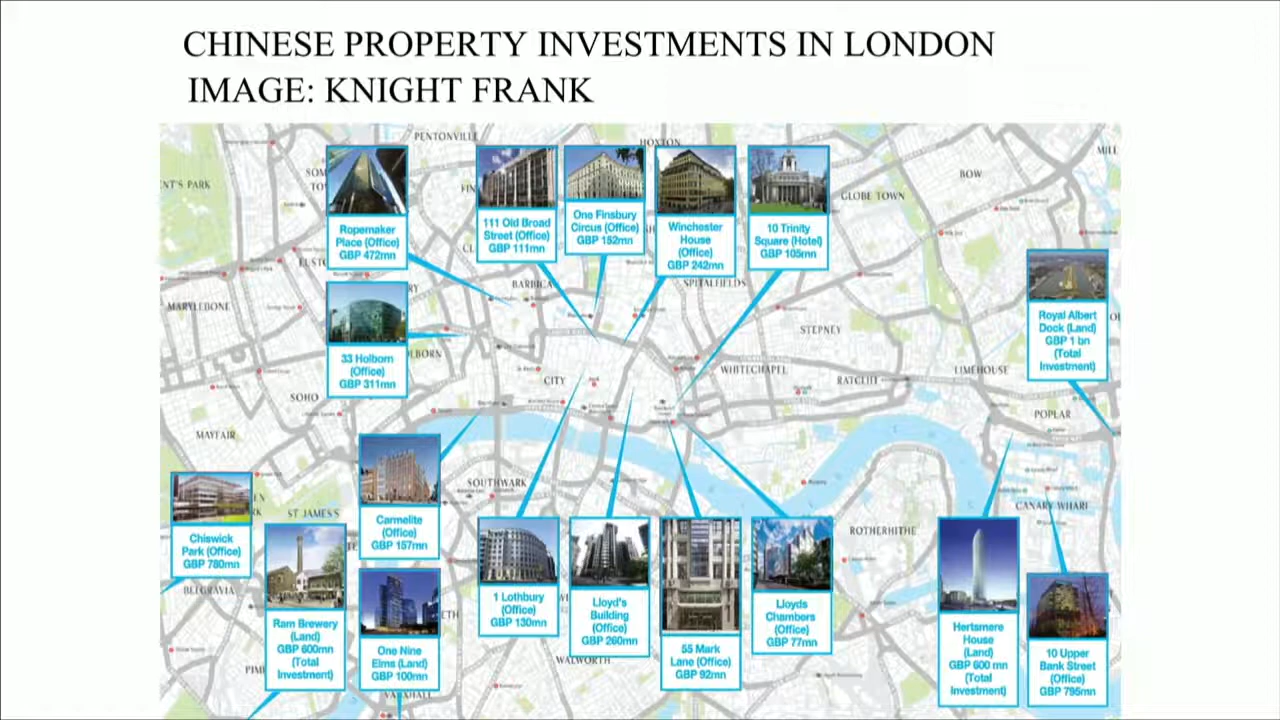 CHINESE PROPERTY INVESTMENTS IN LONDON
IMAGE: KNIGHT FRANK
PENTONVILLE
HOXTON
MILL
BOW
GLOBE TOWN
Ropemaker
Place (Office)
GBP 472mn
111 Old Broad
Street (Office)
GBP 111mn
One Finsbury
Circus (Office)
GBP 182mn
Winchester
House
(Office)
GBP 242mn
10 Trinity
Square (Hotel)
GBP 105mn
SPITALFIELDS
BARBICA
MARYLEBONE
Royal Albert
Dock (Land)
GBP 1 bn
(Total
Investment)
STEPNEY
33 Holborn
(Office)
GBP 311mn
OLBORN
CITY
WHITECHAPEL
RATCLIFF
LIMEHOUSE
SOHO
MAYFAIR
POPLAR
SOUTHWARK
ST JAMES'S
CANARY WHARF
ROTHERHITHE
Chiswick
Park (Office)
GBP 780mn
Carmelite
(Office)
GBP 157mn
BELGRAVIA
Ram Brewery
(Land)
GBP 600mn
(Total
Investment)
One Nine
Elms (Land)
GBP 100mn
1 Lothbury
(Office)
GBP 130mn
Lloyd's
Building
(Office)
GBP 260mn
55 Mark
Lane (Office)
GBP 92mn
Lloyds
Chambers
(Office)
GBP 77mn
Hertsmere
House
(Land)
GBP 600 mn
(Total
Investment)
10 Upper
Bank Street
(Office)
GBP 795mn
WALWORTH
VAUXHALL